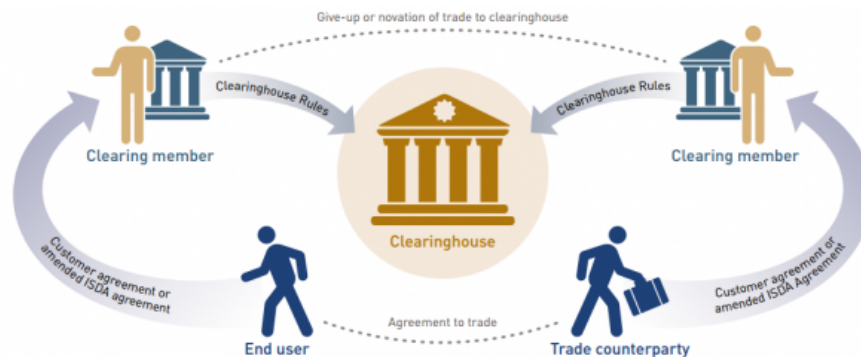 Give-up or novation of trade to clearinghouse
Clearinghouse Rules
Clearinghouse Rules
Clearing member
Clearing member
Clearinghouse
Customer agreement or
amended ISDA agreement
Customer agreement or
amended ISDA Agreement
Agreement to trade
End user
Trade counterparty